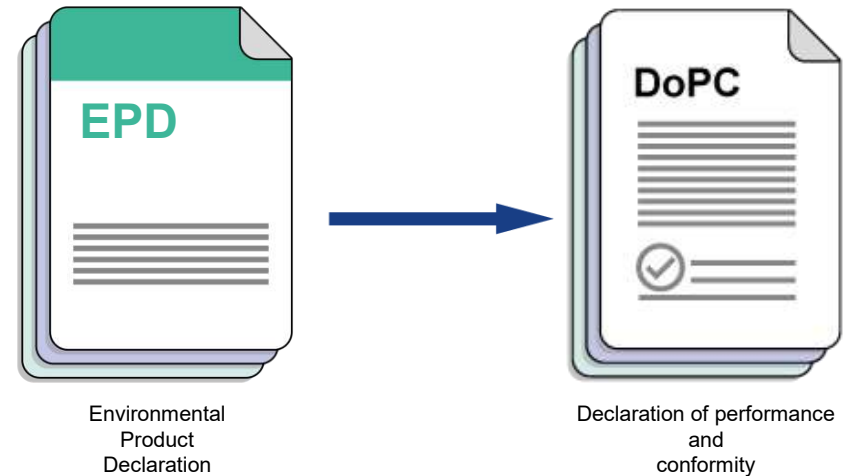 EPD
Environmental
Product
Declaration
DoPC
Declaration of performance
and
conformity